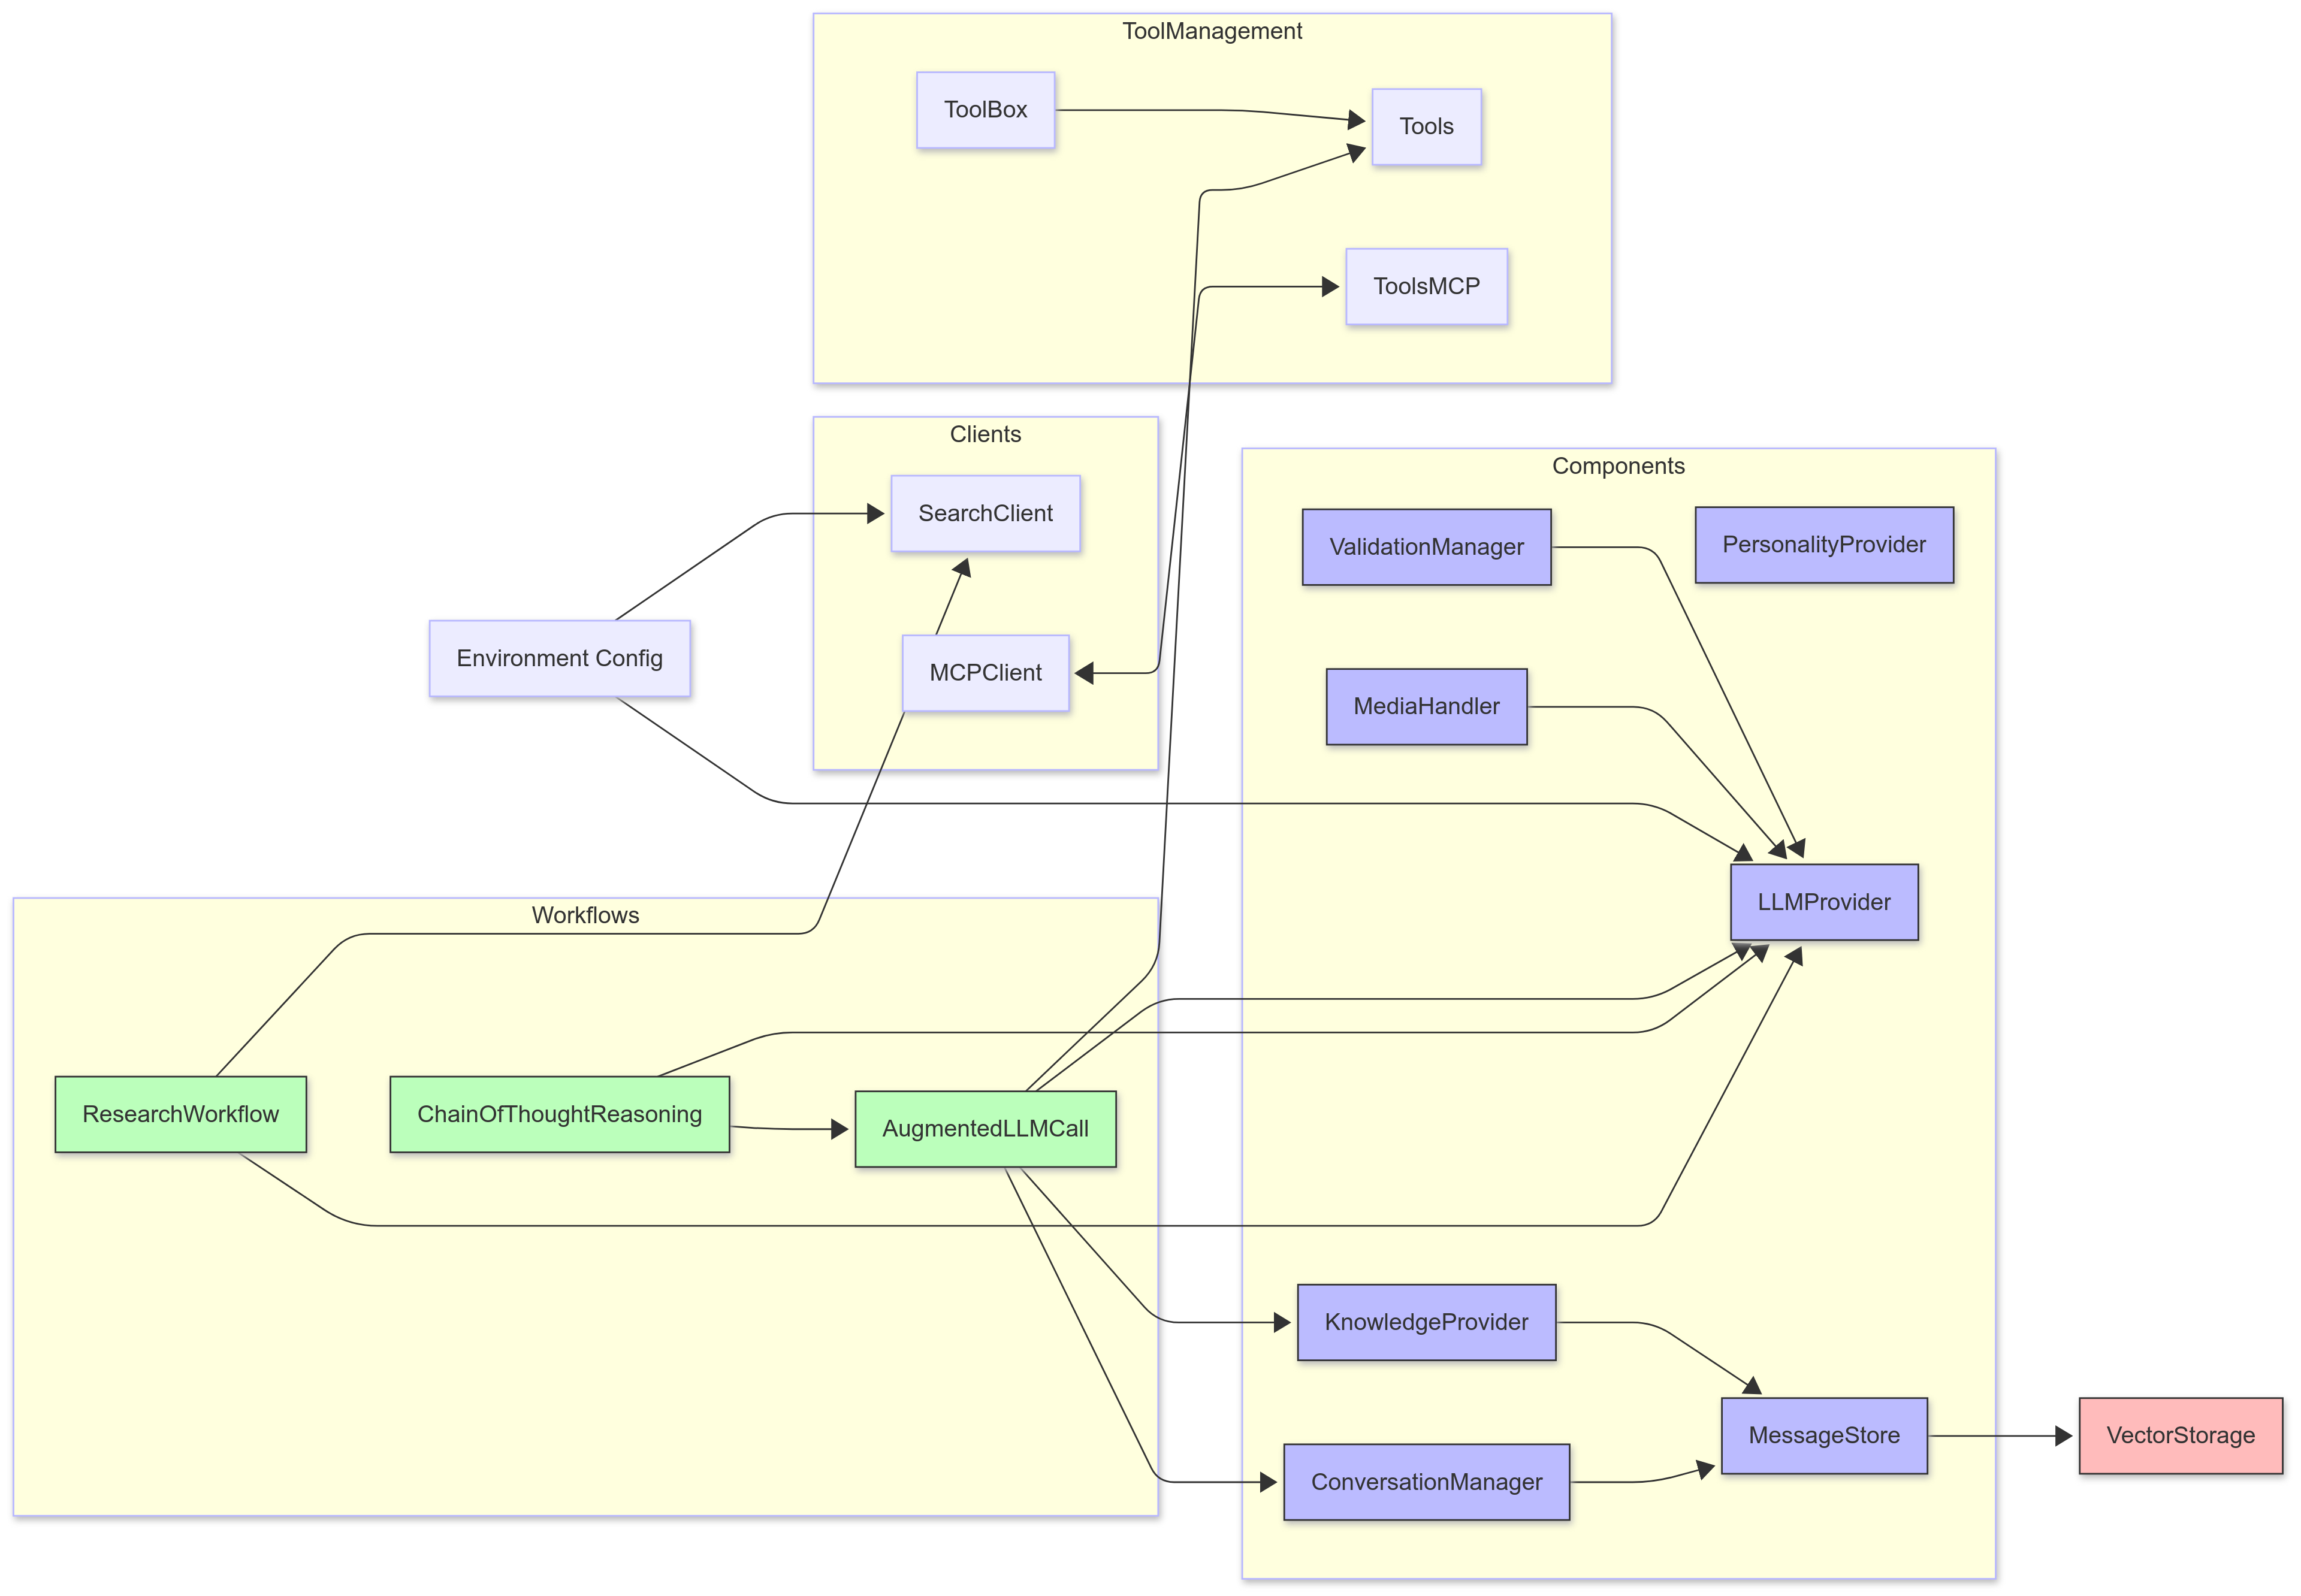 ToolManagement
ToolBox
Tools
ToolsMCP
Clients
SearchClient
MCPClient
Environment Config
Components
ValidationManager
PersonalityProvider
MediaHandler
LLMProvider
KnowledgeProvider
MessageStore
ConversationManager
VectorStorage
Workflows
ResearchWorkflow
ChainOfThoughtReasoning
AugmentedLLMCall